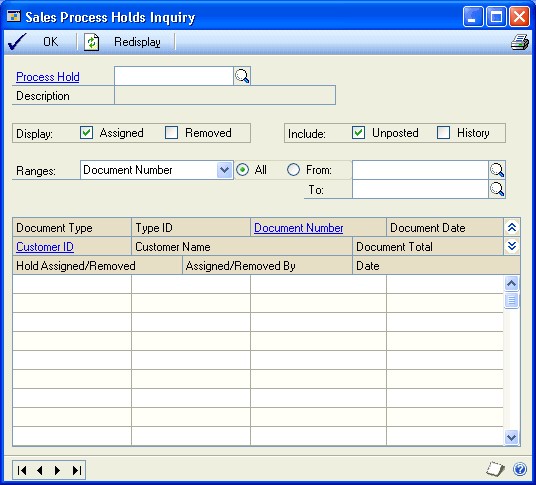 Sales Process Holds Inquiry
OK Redisplay
Process Hold
Description
Display: Assigned Removed Include: Unposted History
Ranges: Document Number All From:
To:
Document Type Type ID Document Number Document Date
Customer ID Customer Name Document Total
Hold Assigned/Removed Assigned/Removed By Date